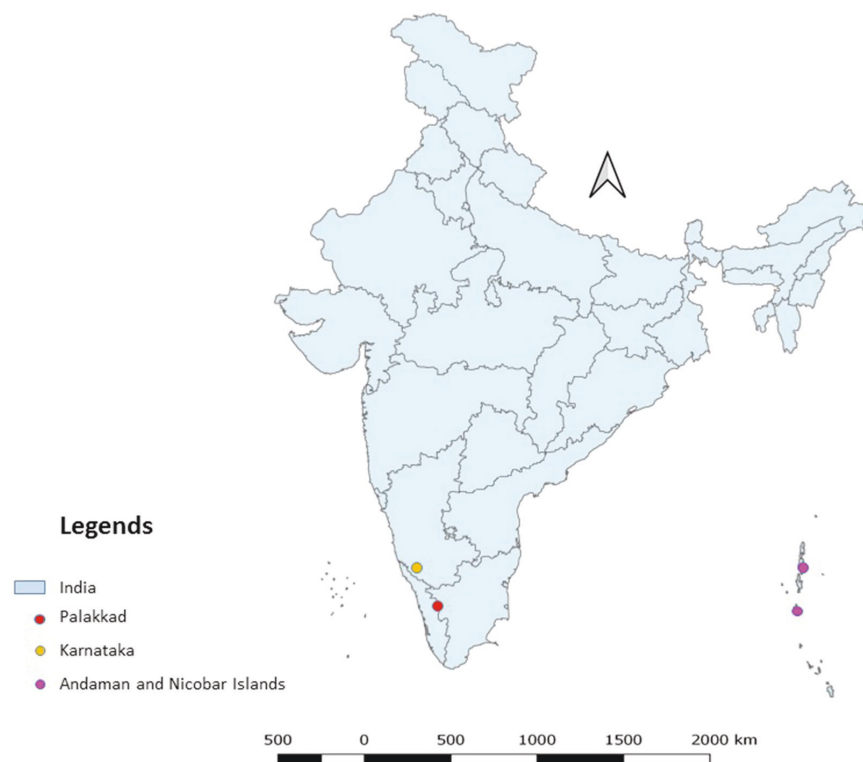 Legends
India
Palakkad
Karnataka
Andaman and Nicobar Islands
500 0 500 1000 1500 2000 km